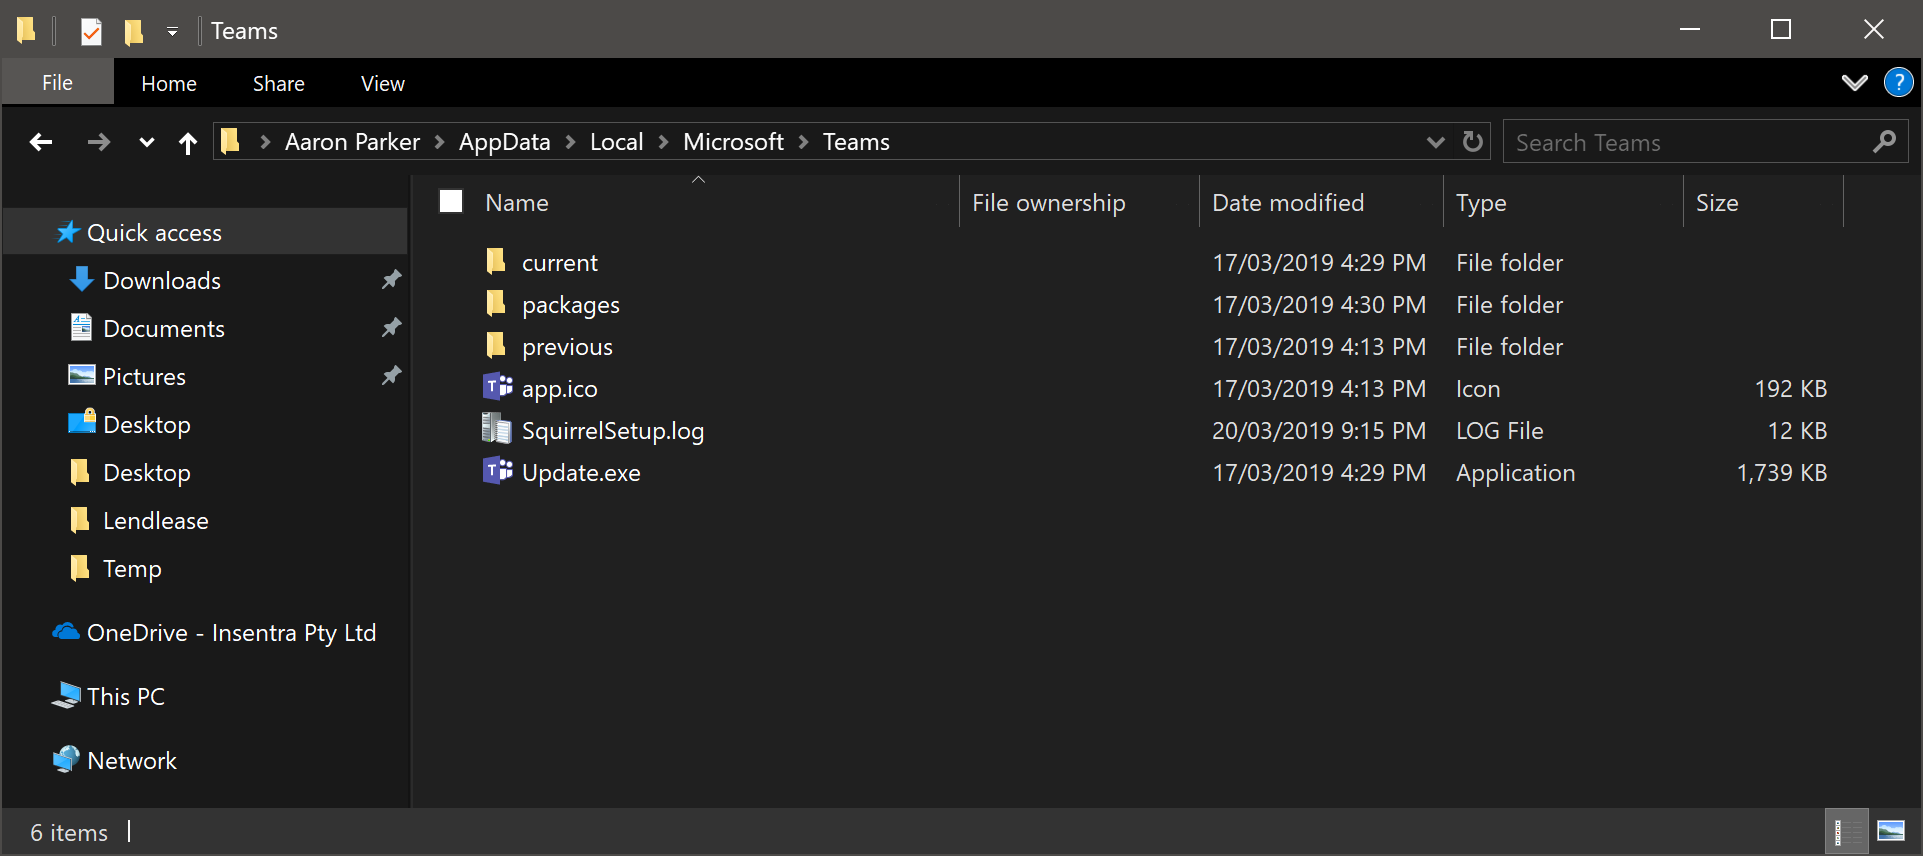 Teams
File Home Share View
Aaron Parker AppData Local Microsoft Teams Search Teams
Name File ownership Date modified Type Size
Quick access
Downloads
Documents
Pictures
Desktop
Desktop
Lendlease
Temp
OneDrive - Insentra Pty Ltd
This PC
Network
current 17/03/2019 4:29 PM File folder
packages 17/03/2019 4:30 PM File folder
previous 17/03/2019 4:13 PM File folder
app.ico 17/03/2019 4:13 PM Icon 192 KB
SquirrelSetup.log 20/03/2019 9:15 PM LOG File 12 KB
Update.exe 17/03/2019 4:29 PM Application 1,739 KB
6 items